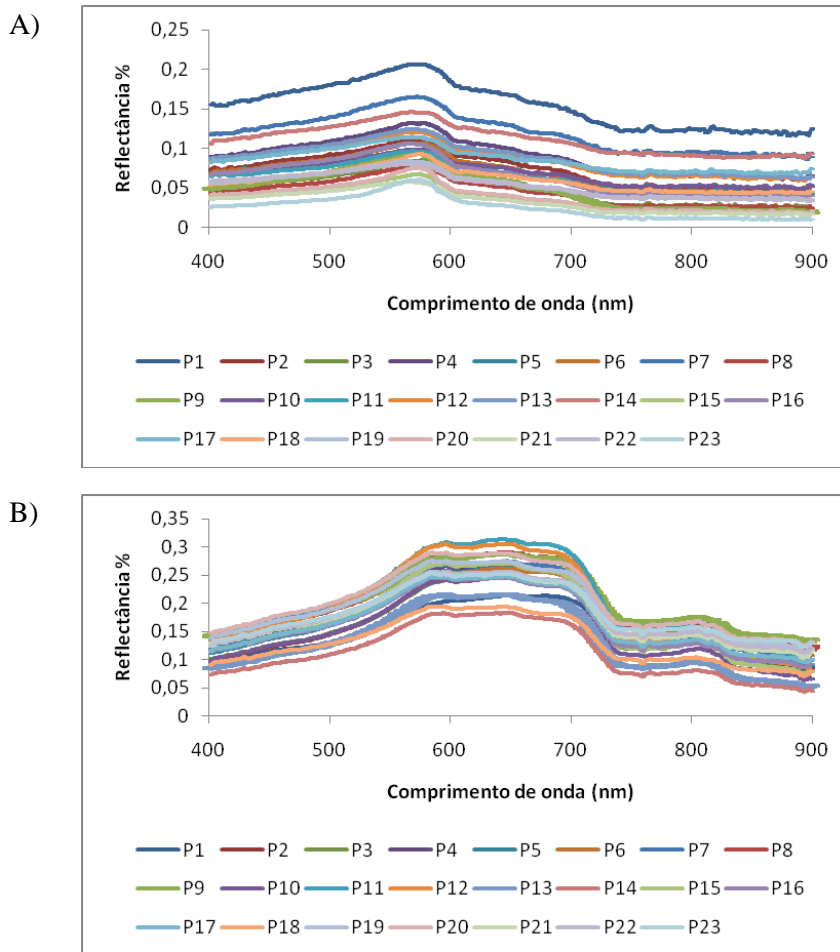 A)
Reflectância %
0,25
0,2
0,15
0,1
0,05
0
400 500 600 700 800 900
Comprimento de onda (nm)
P1 P2 P3 P4 P5 P6 P7 P8
P9 P10 P11 P12 P13 P14 P15 P16
P17 P18 P19 P20 P21 P22 P23
B)
Reflectância %
0,35
0,3
0,25
0,2
0,15
0,1
0,05
0
400 500 600 700 800 900
Comprimento de onda (nm)
P1 P2 P3 P4 P5 P6 P7 P8
P9 P10 P11 P12 P13 P14 P15 P16
P17 P18 P19 P20 P21 P22 P23